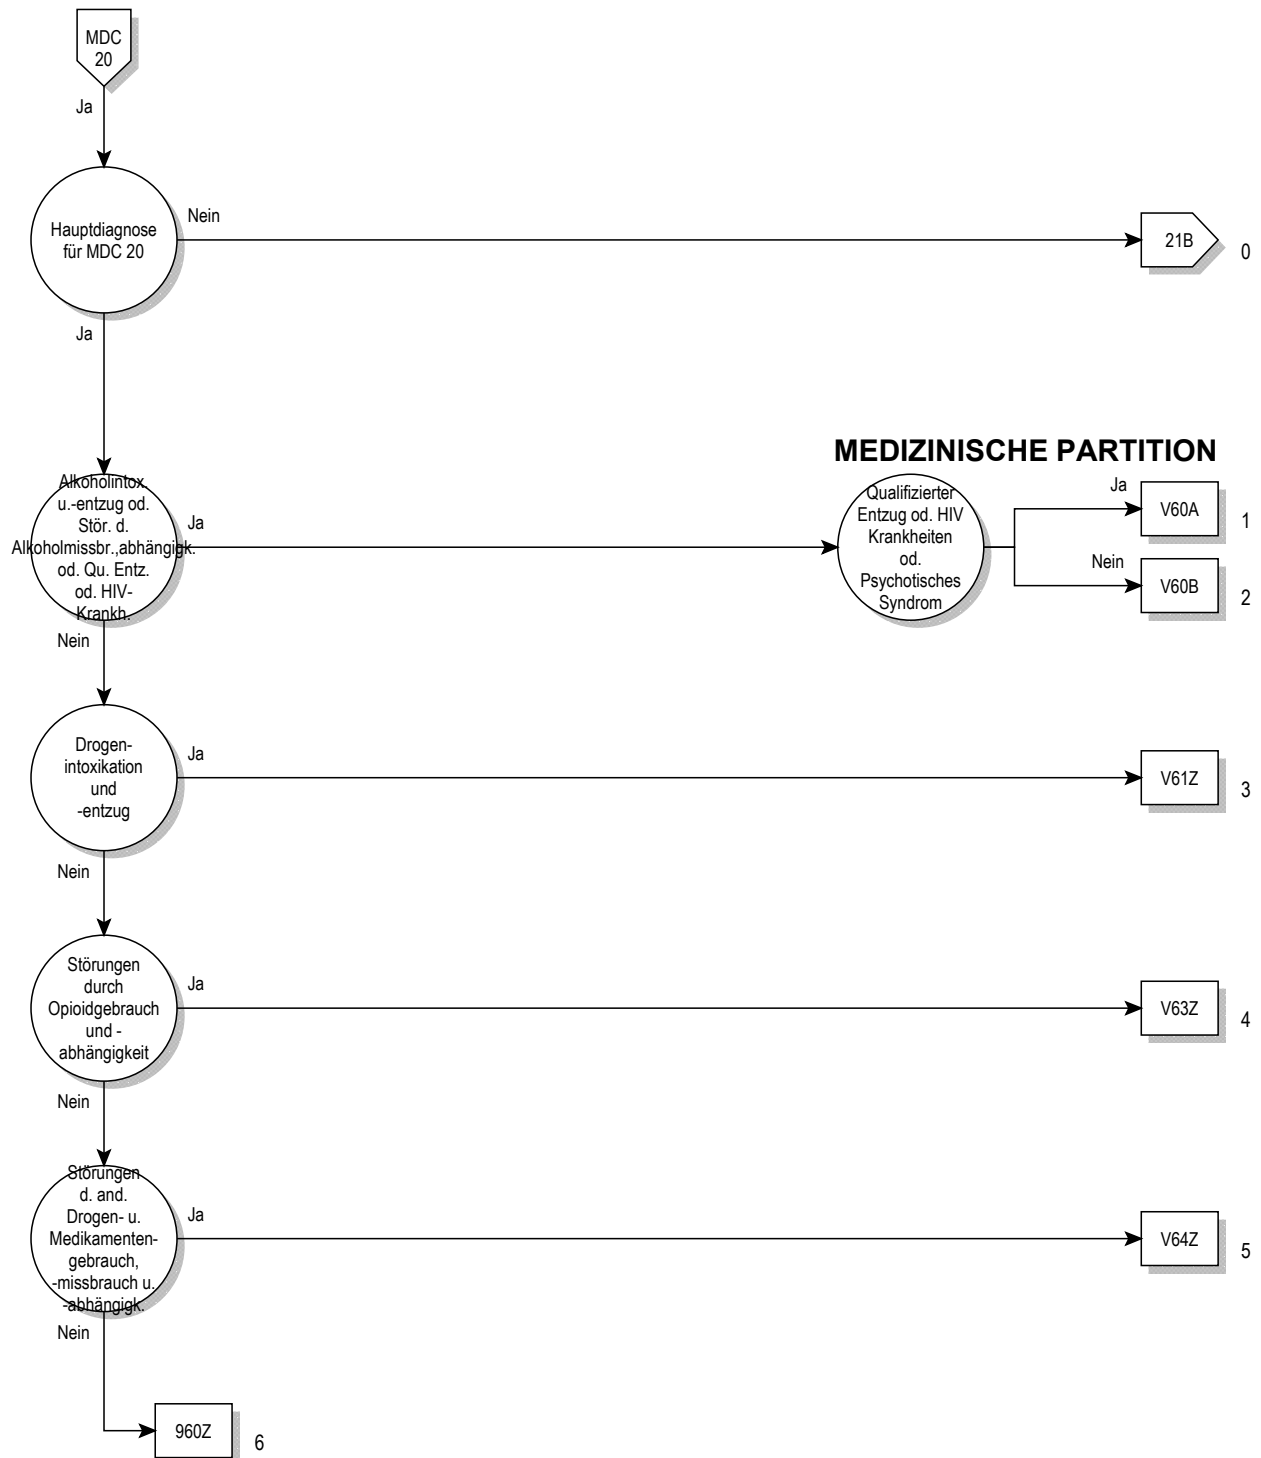 MDC
20
Ja
Hauptdiagnose
für MDC 20
Nein
21B
0
Ja
MEDIZINISCHE PARTITION
Alkoholintox.
u.-entzug od.
Stör. d.
Alkoholmissbr.,abhängigk.
od. Qu. Entz.
od. HIV-
Krankh.
Ja
Qualifizierter
Entzug od. HIV
Krankheiten
od.
Psychotisches
Syndrom
Ja
V60A
1
Nein
V60B
2
Nein
Drogen-
intoxikation
und
-entzug
Ja
V61Z
3
Nein
Störungen
durch
Opioidgebrauch
und -
abhängigkeit
Ja
V63Z
4
Nein
Störungen
d. and.
Drogen- u.
Medikamenten-
gebrauch,
-missbrauch u.
-abhängigk.
Ja
V64Z
5
Nein
960Z
6